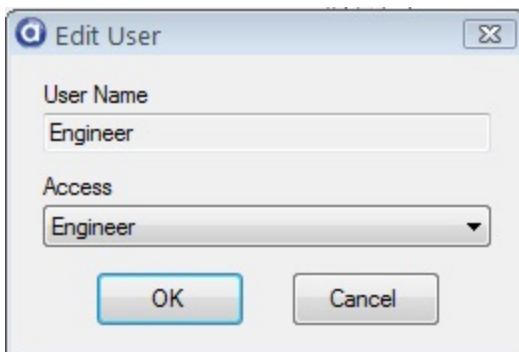 Edit User
User Name
Engineer
Access
Engineer
OK Cancel